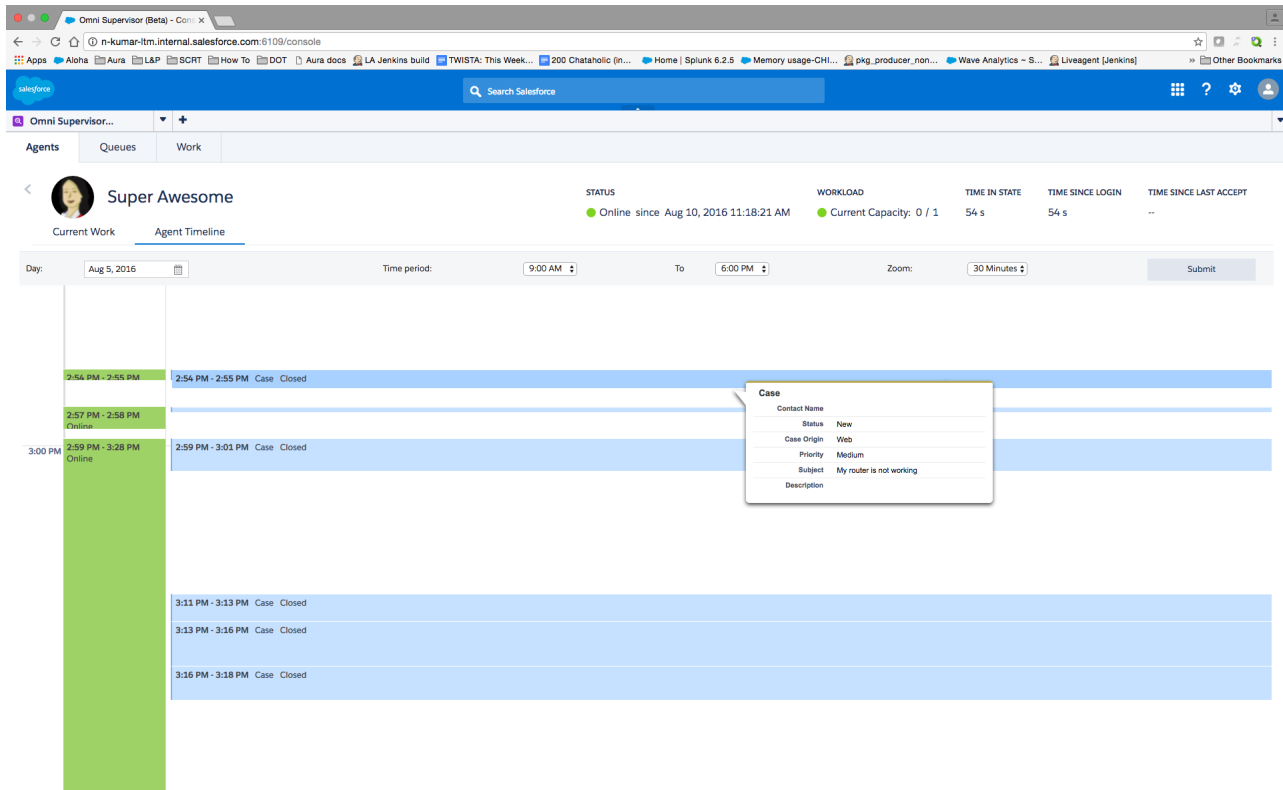 Omni Supervisor (Beta) - Cons
n-kumar-ltm.internal.salesforce.com:6109/console
Apps Aloha Aura L&P SCRT How To DOT Aura docs LA Jenkins build TWISTA: This Week... 200 Chataholic (in... Home | Splunk 6.2.5 Memory usage-CHI... pkg_producer_non... Wave Analytics ~ S... Liveagent [Jenkins] » Other Bookmarks
salesforce Search Salesforce ?
Omni Supervisor... +
Agents Queues Work
Super Awesome
STATUS WORKLOAD TIME IN STATE TIME SINCE LOGIN TIME SINCE LAST ACCEPT
Online since Aug 10, 2016 11:18:21 AM Current Capacity: 0 / 1 54 s 54 s --
Current Work Agent Timeline
Day: Aug 5, 2016 Time period: 9:00 AM To 6:00 PM Zoom: 30 Minutes Submit
2:54 PM - 2:55 PM 2:54 PM - 2:55 PM Case Closed
2:57 PM - 2:58 PM
Online
3:00 PM 2:59 PM - 3:28 PM 2:59 PM - 3:01 PM Case Closed
Online
Case
Contact Name
Status New
Case Origin Web
Priority Medium
Subject My router is not working
Description
3:11 PM - 3:13 PM Case Closed
3:13 PM - 3:16 PM Case Closed
3:16 PM - 3:18 PM Case Closed